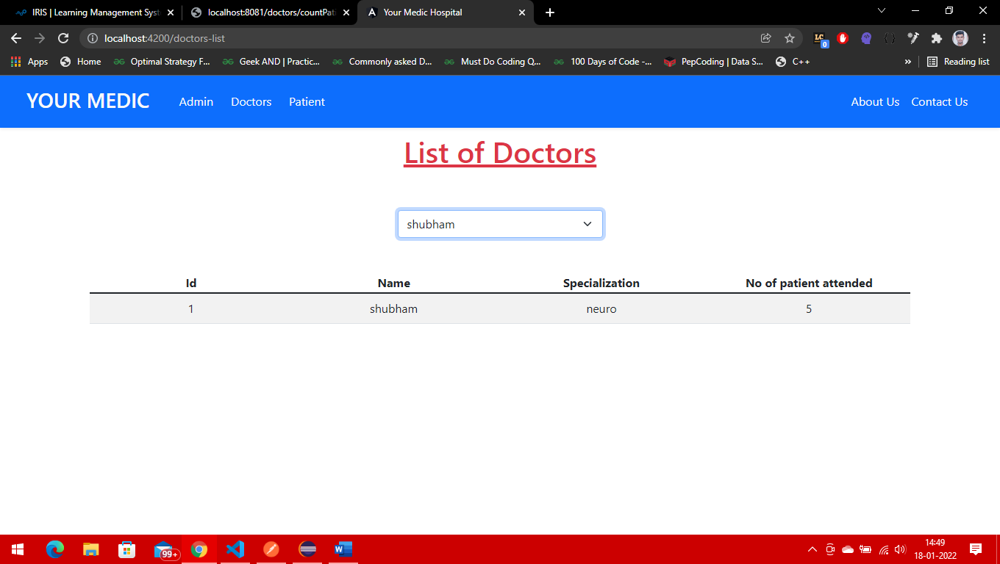 IRIS | Learning Management Syst
localhost:8081/doctors/countPati
Your Medic Hospital
localhost:4200/doctors-list
LC
0
Apps
Home
Optimal Strategy F...
Geek AND | Practic...
Commonly asked D...
Must Do Coding Q...
100 Days of Code -...
PepCoding | Data S...
C++
»
Reading list
YOUR MEDIC
Admin
Doctors
Patient
About Us
Contact Us
List of Doctors
shubham
Id Name Specialization No of patient attended
1 shubham neuro 5
99+
14:49
18-01-2022